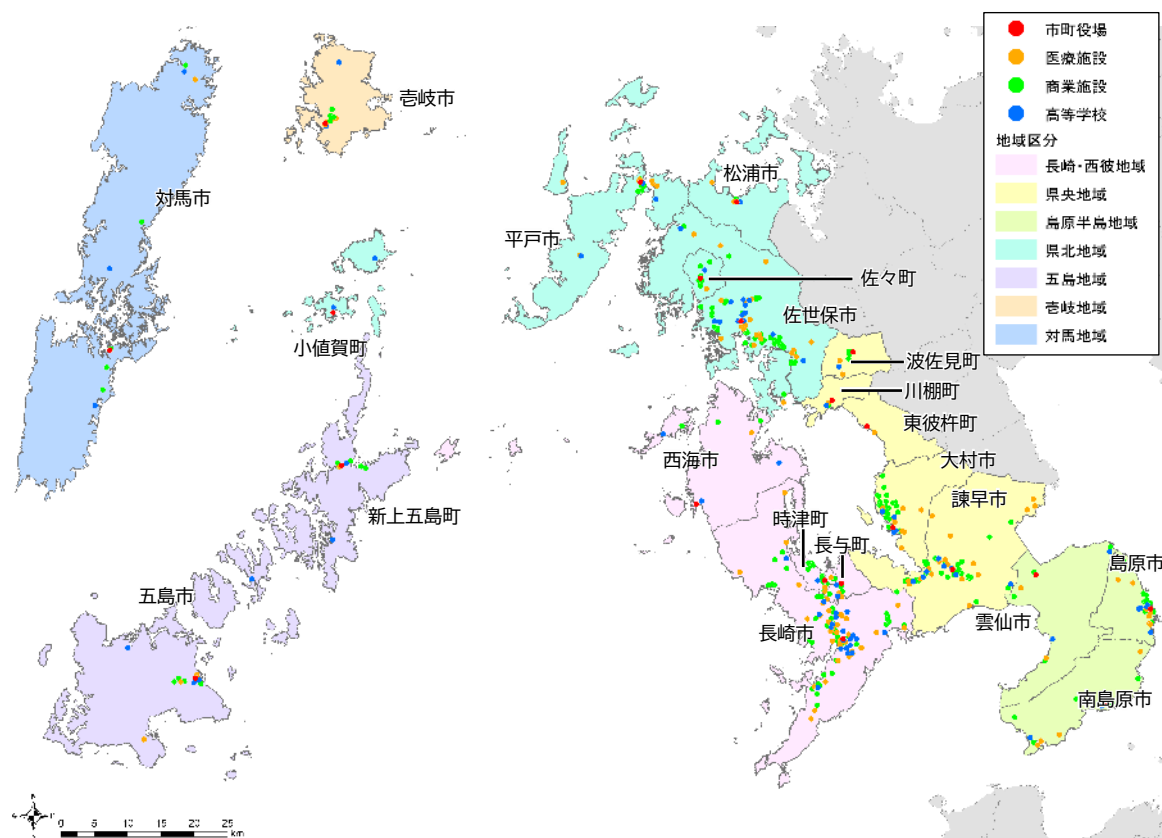 市町役場
医療施設
商業施設
高等学校
地域区分
長崎・西彼地域
県央地域
島原半島地域
県北地域
五島地域
壱岐地域
対馬地域
壱岐市
対馬市
松浦市
平戸市
佐々町
佐世保市
小値賀町
波佐見町
川棚町
東彼杵町
西海市
大村市
諫早市
新上五島町
時津町
長与町
島原市
五島市
長崎市
雲仙市
南島原市
N
0 5 10 15 20 25
km